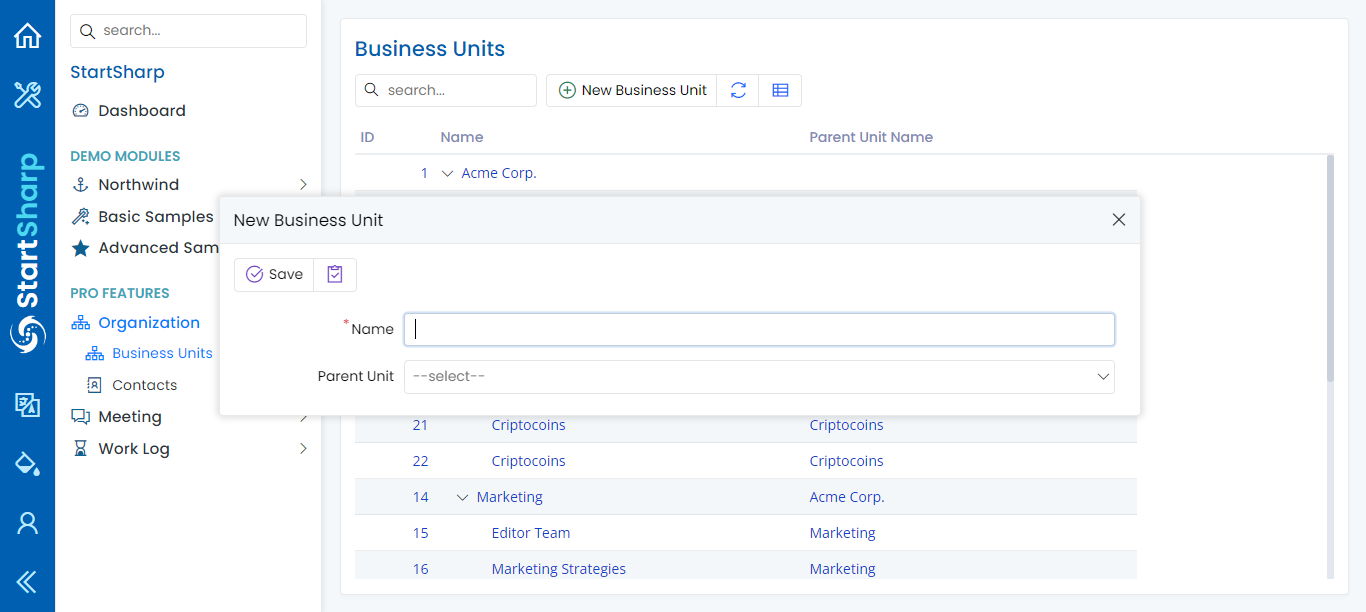 StartSharp
search...
StartSharp
Dashboard
DEMO MODULES
Northwind
Basic Samples
Advanced Sam
PRO FEATURES
Organization
Business Units
Contacts
Meeting
Work Log
Business Units
search...
New Business Unit
ID Name Parent Unit Name
1 Acme Corp.
New Business Unit
Save
*Name
Parent Unit --select--
21 Criptocoins Criptocoins
22 Criptocoins Criptocoins
14 Marketing Acme Corp.
15 Editor Team Marketing
16 Marketing Strategies Marketing